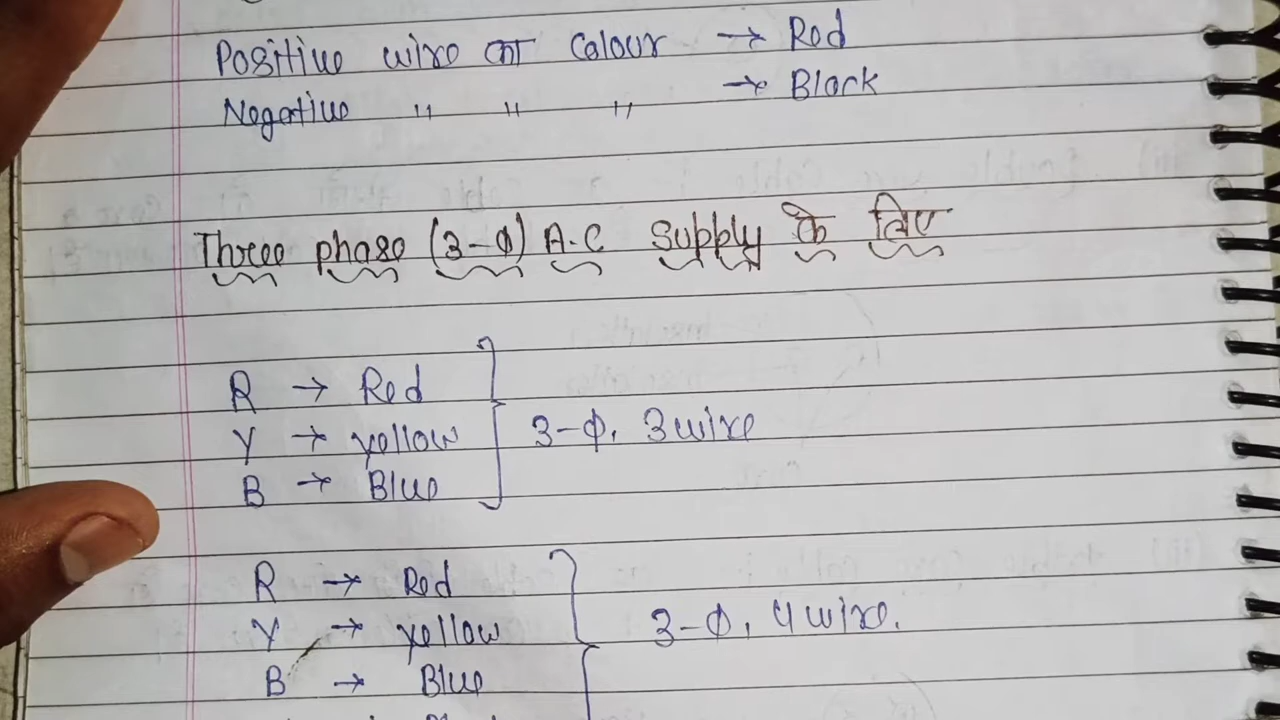 Positive wire का Colour → Red
Negative " " " → Black
Three phase (3-Φ) A.C Supply के लिए
R → Red
Y → yellow
B → Blue
3-Φ, 3 wire
R → Red
Y → yellow
B → Blue
3-Φ, 4 wire.